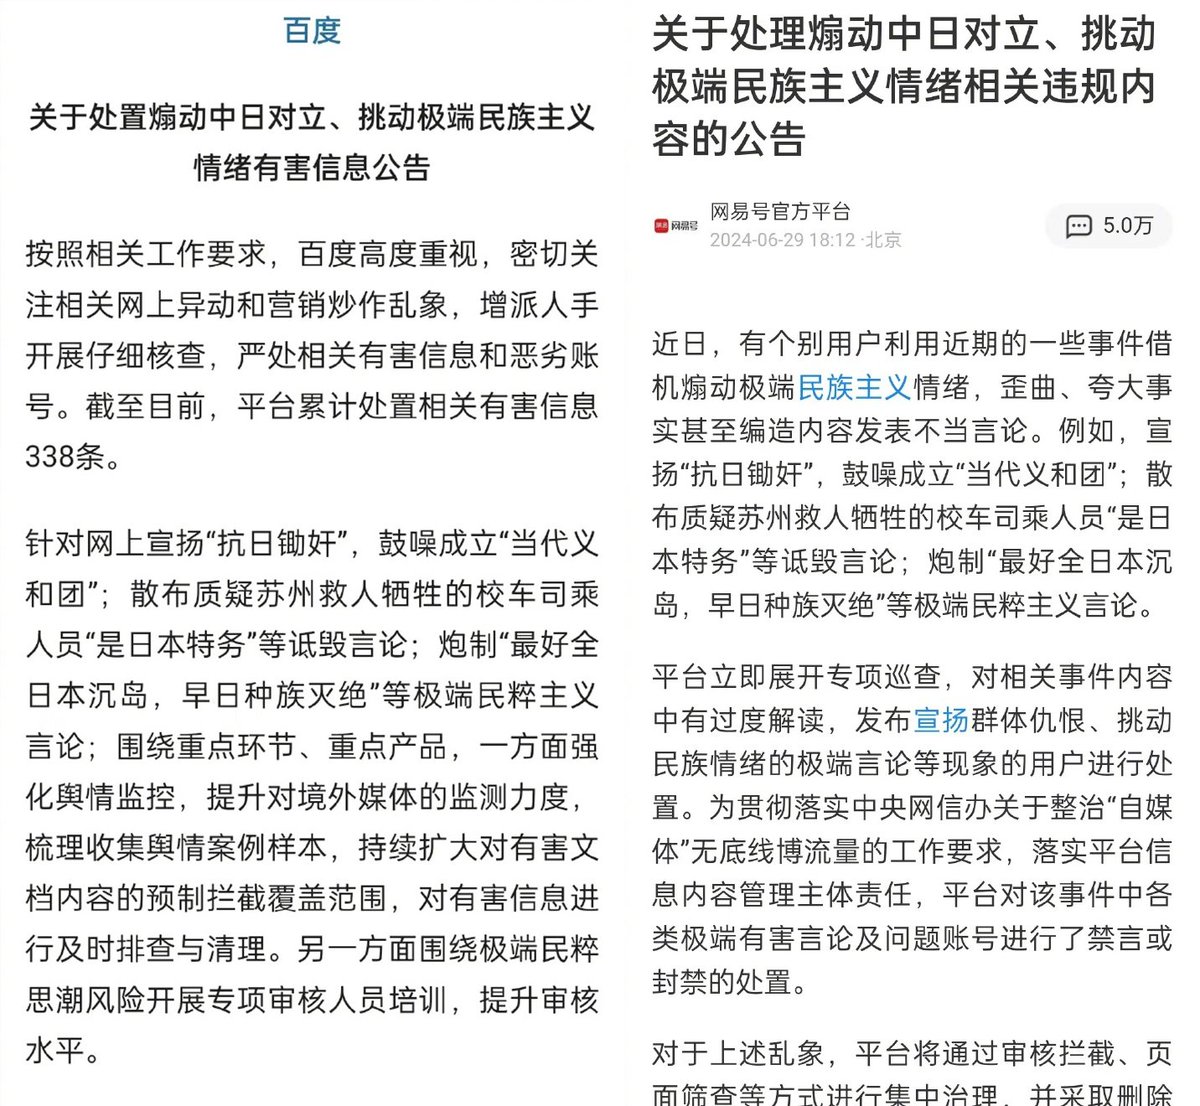 百度
关于处置煽动中日对立、挑动极端民族主义
情绪有害信息公告
按照相关工作要求，百度高度重视，密切关
注相关网上异动和营销炒作乱象，增派人手
开展仔细核查，严处相关有害信息和恶劣账
号。截至目前，平台累计处置相关有害信息
338条。
针对网上宣扬“抗日锄奸”，鼓噪成立“当代义
和团”；散布质疑苏州救人牺牲的校车司乘
人员“是日本特务”等诋毁言论；炮制“最好全
日本沉岛，早日种族灭绝”等极端民粹主义
言论；围绕重点环节、重点产品，一方面强
化舆情监控，提升对境外媒体的监测力度，
梳理收集舆情案例样本，持续扩大对有害文
档内容的预制拦截覆盖范围，对有害信息进
行及时排查与清理。另一方面围绕极端民粹
思潮风险开展专项审核人员培训，提升审核
水平。
关于处理煽动中日对立、挑动
极端民族主义情绪相关违规内
容的公告
网易 网易号
网易号官方平台
2024-06-29 18:12 ·北京
5.0万
近日，有个别用户利用近期的一些事件借
机煽动极端民族主义情绪，歪曲、夸大事
实甚至编造内容发表不当言论。例如，宣
扬“抗日锄奸”，鼓噪成立“当代义和团”；散
布质疑苏州救人牺牲的校车司乘人员“是日
本特务”等诋毁言论；炮制“最好全日本沉
岛，早日种族灭绝”等极端民粹主义言论。
平台立即展开专项巡查，对相关事件内容
中有过度解读，发布宣扬群体仇恨、挑动
民族情绪的极端言论等现象的用户进行处
置。为贯彻落实中央网信办关于整治“自媒
体”无底线博流量的工作要求，落实平台信
息内容管理主体责任，平台对该事件中各
类极端有害言论及问题账号进行了禁言或
封禁的处置。
对于上述乱象，平台将通过审核拦截、页
面筛查等方式进行集中治理，并采取删除